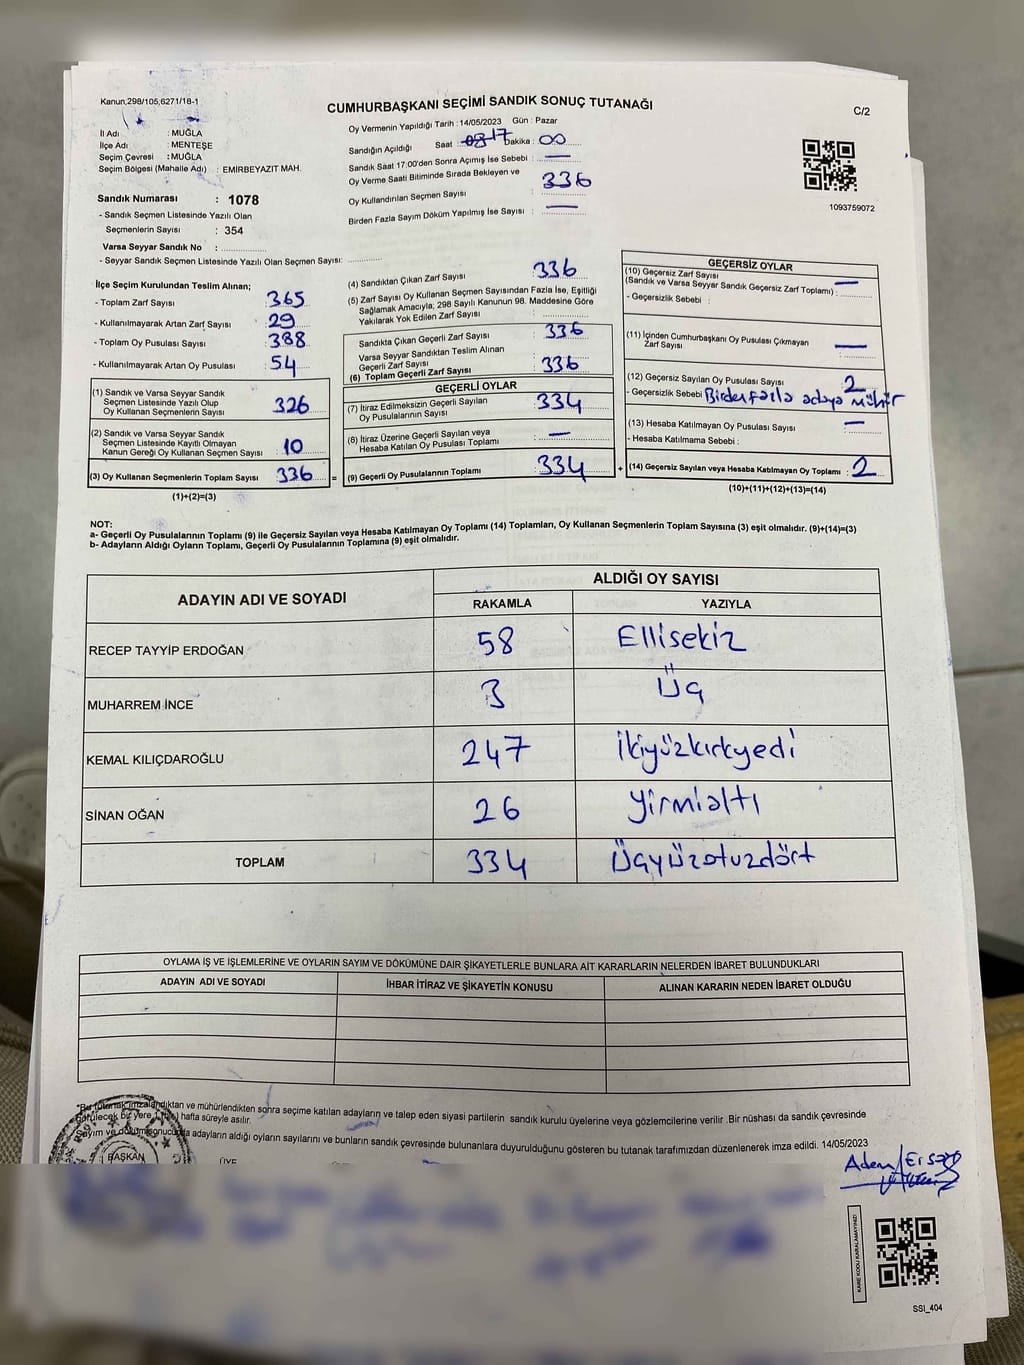 Kanun;298/105,6271/18-1
CUMHURBAŞKANI SEÇİMİ SANDIK SONUÇ TUTANAĞI
C/2
İl Adı : MUĞLA
İlçe Adı : MENTEŞE
Seçim Çevresi : MUĞLA
Seçim Bölgesi (Mahalle Adı) : EMİRBEYAZIT MAH.
Sandık Numarası : 1078
- Sandık Seçmen Listesinde Yazılı Olan
Seçmenlerin Sayısı : 354
Varsa Seyyar Sandık No :
- Seyyar Sandık Seçmen Listesinde Yazılı Olan Seçmen Sayısı:
Oy Vermenin Yapıldığı Tarih : 14/05/2023 Gün : Pazar
Sandığın Açıldığı Saat : 17 Dakika : 00
Sandık Saat 17:00'den Sonra Açımış İse Sebebi : —
Oy Verme Saati Bitiminde Sırada Bekleyen ve
Oy Kullandırılan Seçmen Sayısı : 336
Birden Fazla Sayım Döküm Yapılmış İse Sayısı : —
1093759072
İlçe Seçim Kurulundan Teslim Alınan;
- Toplam Zarf Sayısı : 365
- Kullanılmayarak Artan Zarf Sayısı : 29
- Toplam Oy Pusulası Sayısı : 388
- Kullanılmayarak Artan Oy Pusulası : 54
(1) Sandık ve Varsa Seyyar Sandık
Seçmen Listesinde Yazılı Olup
Oy Kullanan Seçmenlerin Sayısı : 326
(2) Sandık ve Varsa Seyyar Sandık
Seçmen Listesinde Kayıtlı Olmayan
Kanun Gereği Oy Kullanan Seçmen Sayısı : 10
(3) Oy Kullanan Seçmenlerin Toplam Sayısı : 336 =
(1)+(2)=(3)
(4) Sandıktan Çıkan Zarf Sayısı : 336
(5) Zarf Sayısı Oy Kullanan Seçmen Sayısından Fazla İse, Eşitliği
Sağlamak Amacıyla; 298 Sayılı Kanunun 98. Maddesine Göre
Yakılarak Yok Edilen Zarf Sayısı :
Sandıkta Çıkan Geçerli Zarf Sayısı : 336
Varsa Seyyar Sandıktan Teslim Alınan
Geçerli Zarf Sayısı :
(6) Toplam Geçerli Zarf Sayısı : 336
GEÇERLİ OYLAR
(7) İtiraz Edilmeksizin Geçerli Sayılan
Oy Pusulalarının Sayısı : 334
(8) İtiraz Üzerine Geçerli Sayılan veya
Hesaba Katılan Oy Pusulası Toplamı : —
(9) Geçerli Oy Pusulalarının Toplamı : 334 +
GEÇERSİZ OYLAR
(10) Geçersiz Zarf Sayısı
(Sandık ve Varsa Seyyar Sandık Geçersiz Zarf Toplamı) : —
- Geçersizlik Sebebi :
(11) İçinden Cumhurbaşkanı Oy Pusulası Çıkmayan
Zarf Sayısı : —
(12) Geçersiz Sayılan Oy Pusulası Sayısı : 2
- Geçersizlik Sebebi : Birden fazla adaya mühür
(13) Hesaba Katılmayan Oy Pusulası Sayısı : —
- Hesaba Katılmama Sebebi :
(14) Geçersiz Sayılan veya Hesaba Katılmayan Oy Toplamı : 2
(10)+(11)+(12)+(13)=(14)
NOT:
a- Geçerli Oy Pusulalarının Toplamı (9) ile Geçersiz Sayılan veya Hesaba Katılmayan Oy Toplamı (14) Toplamları, Oy Kullanan Seçmenlerin Toplam Sayısına (3) eşit olmalıdır. (9)+(14)=(3)
b- Adayların Aldığı Oyların Toplamı, Geçerli Oy Pusulalarının Toplamına (9) eşit olmalıdır.
ADAYIN ADI VE SOYADI
ALDIĞI OY SAYISI
RAKAMLA YAZIYLA
RECEP TAYYİP ERDOĞAN 58 Ellisekiz
MUHARREM İNCE 3 Üç
KEMAL KILIÇDAROĞLU 247 ikiyüzkırkyedi
SİNAN OĞAN 26 yirmialtı
TOPLAM 334 Üçyüzotuzdört
OYLAMA İŞ VE İŞLEMLERİNE VE OYLARIN SAYIM VE DÖKÜMÜNE DAİR ŞİKAYETLERLE BUNLARA AİT KARARLARIN NELERDEN İBARET BULUNDUKLARI
ADAYIN ADI VE SOYADI İHBAR İTİRAZ VE ŞİKAYETİN KONUSU ALINAN KARARIN NEDEN İBARET OLDUĞU
*Bu tutanak imzalandıktan ve mühürlendikten sonra seçime katılan adayların ve talep eden siyasi partilerin sandık kurulu üyelerine veya gözlemcilerine verilir .Bir nüshası da sandık çevresinde
görülecek bir yere hafta süreyle asılır.
Sayım ve dökümü sonucunda adayların aldığı oyların sayılarını ve bunların sandık çevresinde bulunanlara duyurulduğunu gösteren bu tutanak tarafımızdan düzenlenerek imza edildi. 14/05/2023
BAŞKAN ÜYE
Adem
KARE KODU KARALAMAYINIZ!
SSI_404